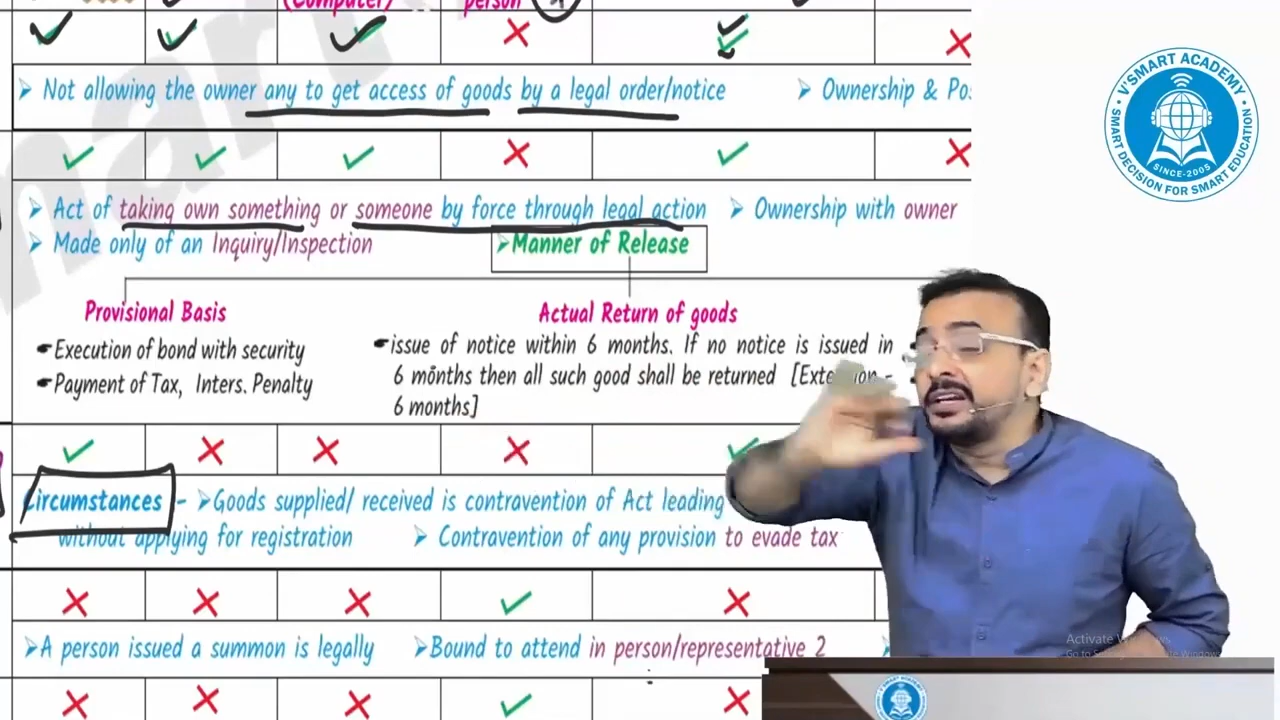 (Computer)
person
Not allowing the owner any to get access of goods by a legal order/notice
Ownership & Pos
Act of taking own something or someone by force through legal action
Ownership with owner
Made only of an Inquiry/Inspection
Manner of Release
Provisional Basis
Actual Return of goods
Execution of bond with security
issue of notice within 6 months. If no notice is issued in
Payment of Tax, Inters. Penalty
6 months then all such good shall be returned [Extension -
6 months]
Circumstances - Goods supplied/ received is contravention of Act leading
without applying for registration
Contravention of any provision to evade tax
A person issued a summon is legally
Bound to attend in person/representative 2
V'SMART ACADEMY
SINCE-2005
SMART DECISION FOR SMART EDUCATION
Activate Windows